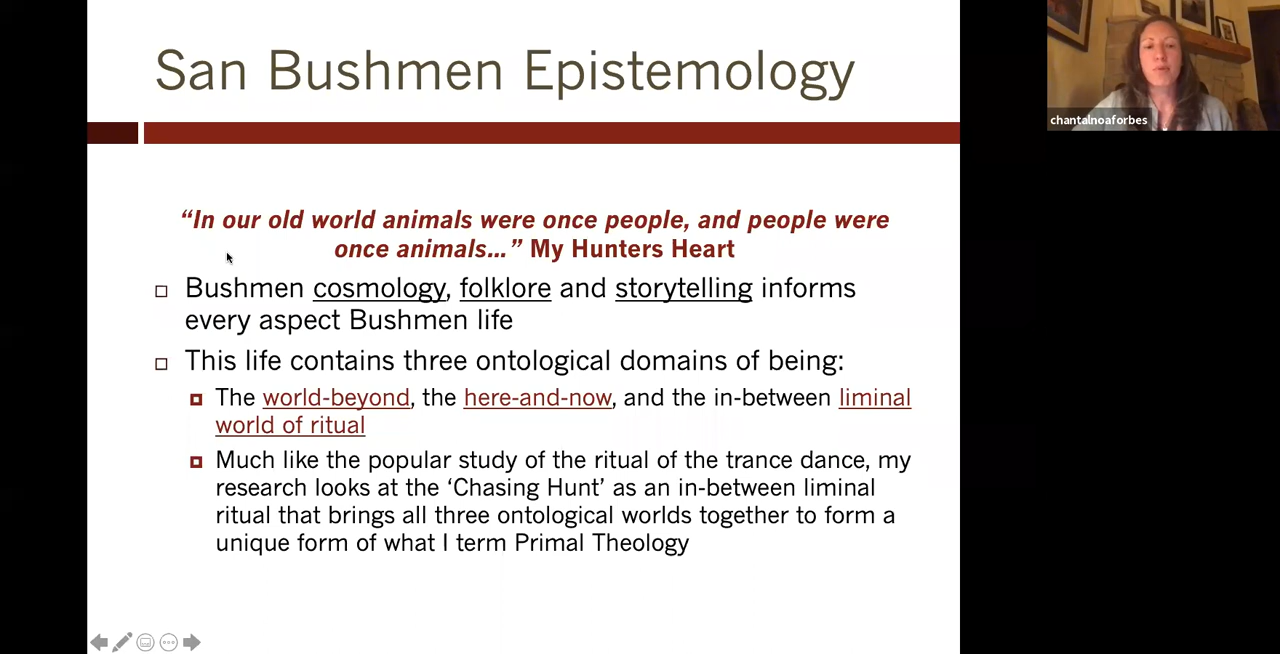 San Bushmen Epistemology
“In our old world animals were once people, and people were
once animals…” My Hunters Heart
Bushmen cosmology, folklore and storytelling informs
every aspect Bushmen life
This life contains three ontological domains of being:
The world-beyond, the here-and-now, and the in-between liminal
world of ritual
Much like the popular study of the ritual of the trance dance, my
research looks at the ‘Chasing Hunt’ as an in-between liminal
ritual that brings all three ontological worlds together to form a
unique form of what I term Primal Theology
chantalnoaforbes